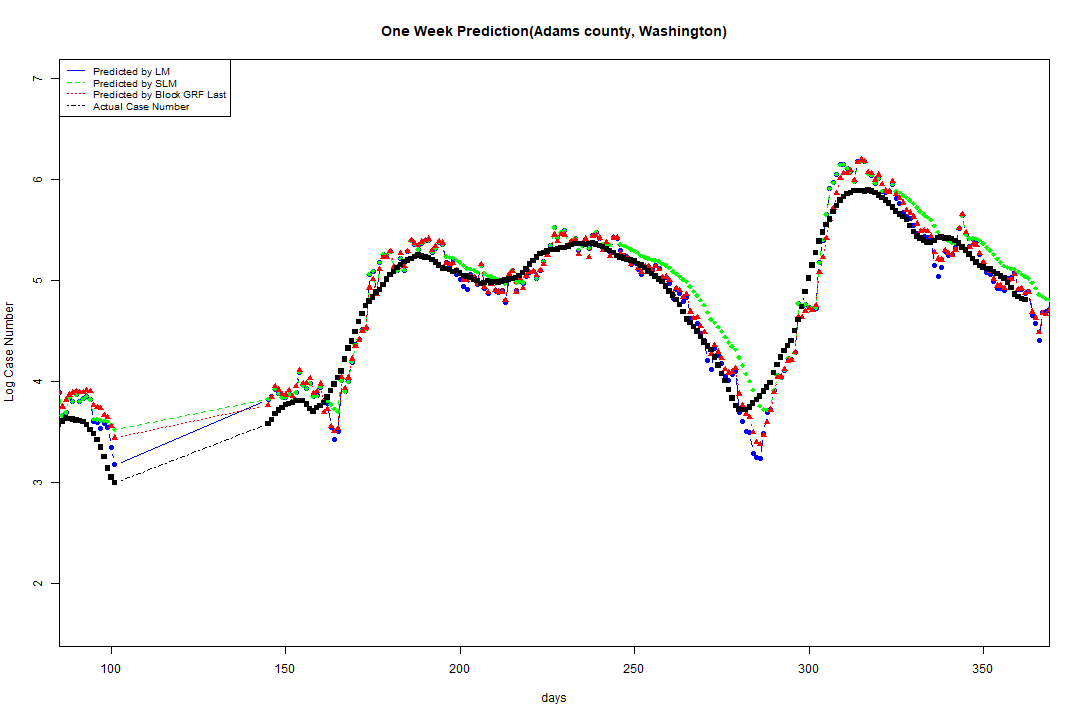 One Week Prediction(Adams county, Washington)
Predicted by LM
Predicted by SLM
Predicted by Block GRF Last
Actual Case Number
7
6
5
4
3
2
Log Case Number
100 150 200 250 300 350
days